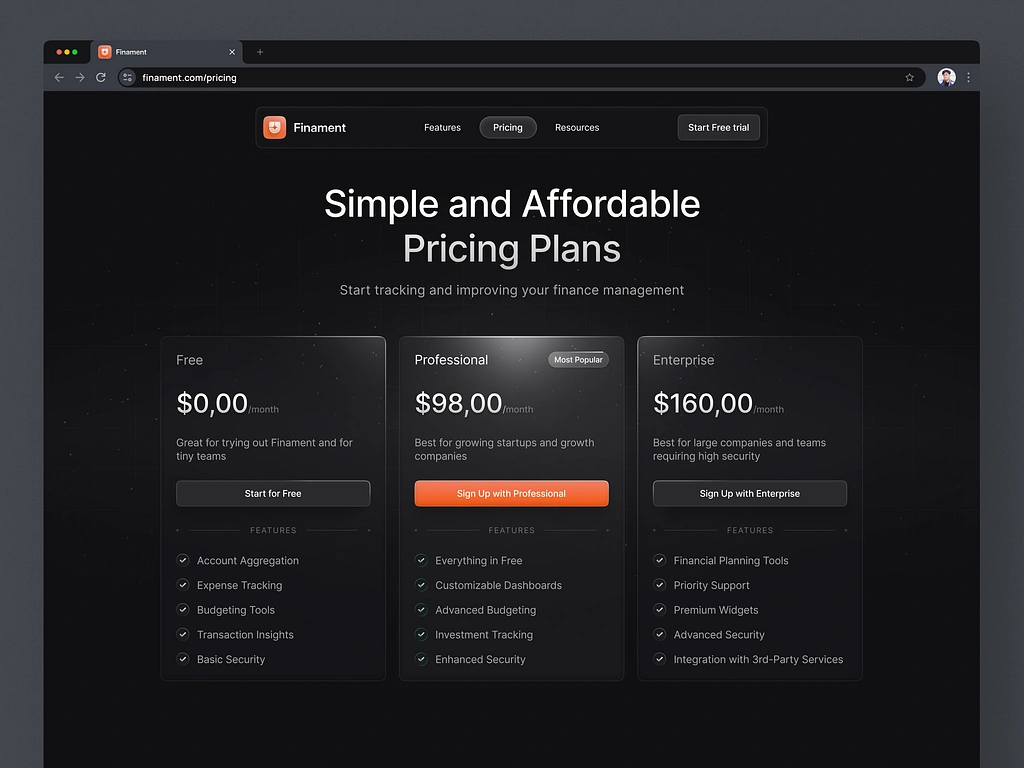 Finament
finament.com/pricing
Finament
Features
Pricing
Resources
Start Free trial
Simple and Affordable
Pricing Plans
Start tracking and improving your finance management
Free
$0,00/month
Great for trying out Finament and for
tiny teams
Start for Free
FEATURES
Account Aggregation
Expense Tracking
Budgeting Tools
Transaction Insights
Basic Security
Professional
Most Popular
$98,00/month
Best for growing startups and growth
companies
Sign Up with Professional
FEATURES
Everything in Free
Customizable Dashboards
Advanced Budgeting
Investment Tracking
Enhanced Security
Enterprise
$160,00/month
Best for large companies and teams
requiring high security
Sign Up with Enterprise
FEATURES
Financial Planning Tools
Priority Support
Premium Widgets
Advanced Security
Integration with 3rd-Party Services